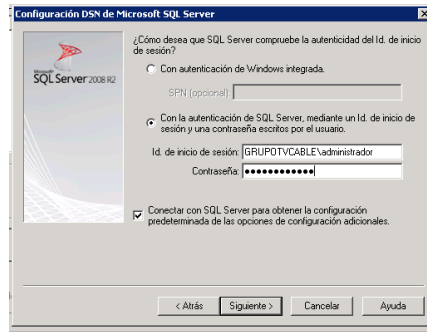 Configuración DSN de Microsoft SQL Server
¿Cómo desea que SQL Server compruebe la autenticidad del Id. de inicio
de sesión?
Con autenticación de Windows integrada.
SPN (opcional):
Con la autenticación de SQL Server, mediante un Id. de inicio de
sesión y una contraseña escritos por el usuario.
Id. de inicio de sesión: GRUPOTVCABLE\administrador
Contraseña: ●●●●●●●●●●●●
Conectar con SQL Server para obtener la configuración
predeterminada de las opciones de configuración adicionales.
Microsoft
SQL Server 2008 R2
< Atrás Siguiente > Cancelar Ayuda